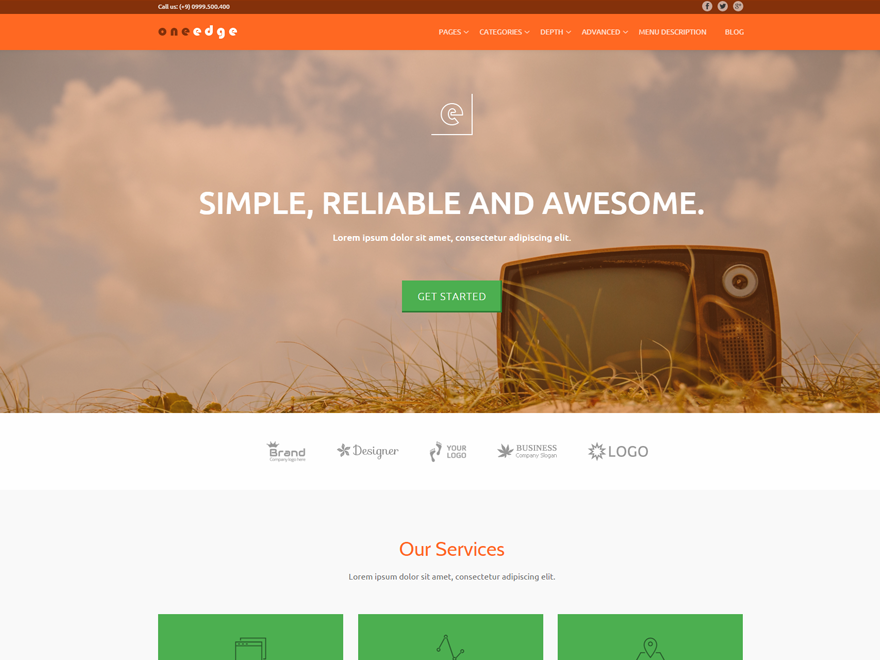 Call us: (+9) 0999.500.400
oneedge
PAGES CATEGORIES DEPTH ADVANCED MENU DESCRIPTION BLOG
e
SIMPLE, RELIABLE AND AWESOME.
Lorem ipsum dolor sit amet, consectetur adipiscing elit.
GET STARTED
Brand
Company logo here
Designer
YOUR
LOGO
BUSINESS
Company Slogan
LOGO
Our Services
Lorem ipsum dolor sit amet, consectetur adipiscing elit.